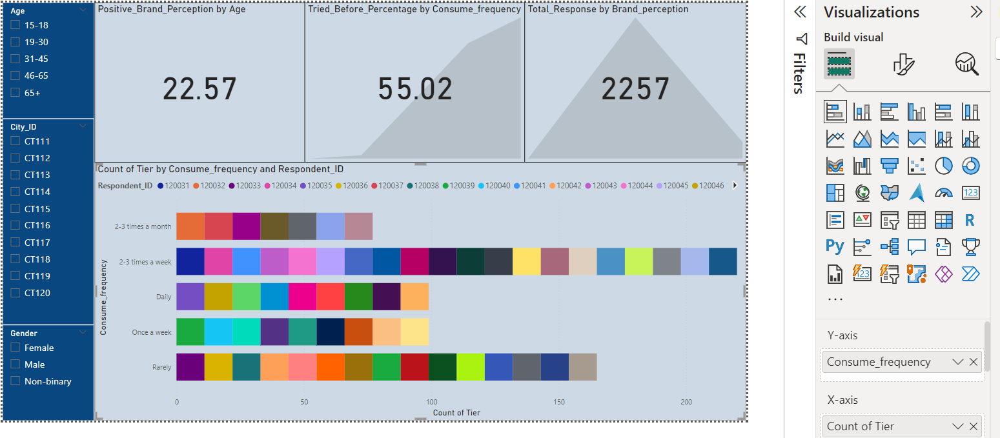 Age
15-18
19-30
31-45
46-65
65+
City_ID
CT111
CT112
CT113
CT114
CT115
CT116
CT117
CT118
CT119
CT120
Gender
Female
Male
Non-binary
Positive_Brand_Perception by Age
22.57
Tried_Before_Percentage by Consume_frequency
55.02
Total_Response by Brand_perception
2257
Count of Tier by Consume_frequency and Respondent_ID
Respondent_ID 120031 120032 120033 120034 120035 120036 120037 120038 120039 120040 120041 120042 120043 120044 120045 120046
Consume_frequency
2-3 times a month
2-3 times a week
Daily
Once a week
Rarely
0 50 100 150 200
Count of Tier
Filters
Visualizations
Build visual
123
R
Py
123
...
Y-axis
Consume_frequency
X-axis
Count of Tier